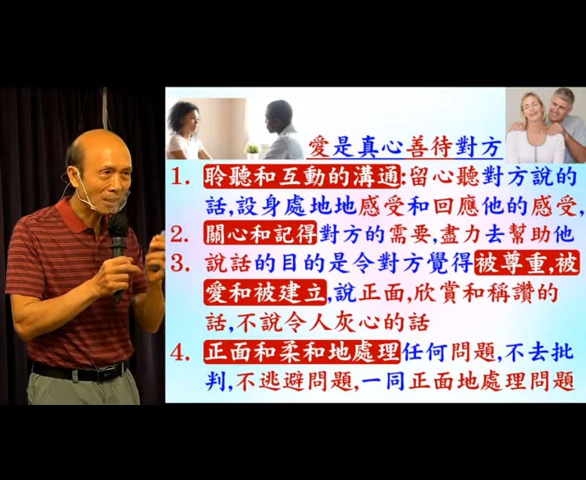 愛是真心善待對方
1. 聆聽和互動的溝通:留心聽對方說的
話,設身處地地感受和回應他的感受,
2. 關心和記得對方的需要,盡力去幫助他
3. 說話的目的是令對方覺得被尊重,被
愛和被建立,說正面,欣賞和稱讚的
話,不說令人灰心的話
4. 正面和柔和地處理任何問題,不去批
判,不逃避問題,一同正面地處理問題